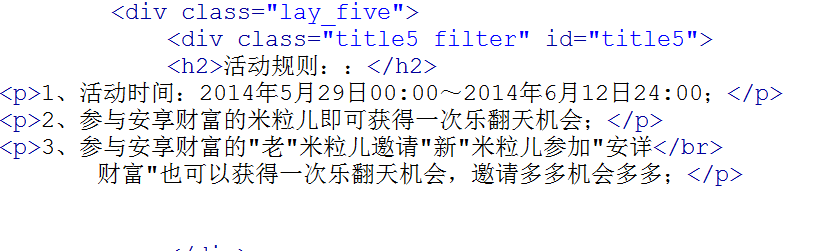 <div class="lay_five">
<div class="title5 filter" id="title5">
<h2>活动规则：：</h2>
<p>1、活动时间：2014年5月29日00:00～2014年6月12日24:00；</p>
<p>2、参与安享财富的米粒儿即可获得一次乐翻天机会；</p>
<p>3、参与安享财富的"老"米粒儿邀请"新"米粒儿参加"安详</br>
财富"也可以获得一次乐翻天机会，邀请多多机会多多；</p>